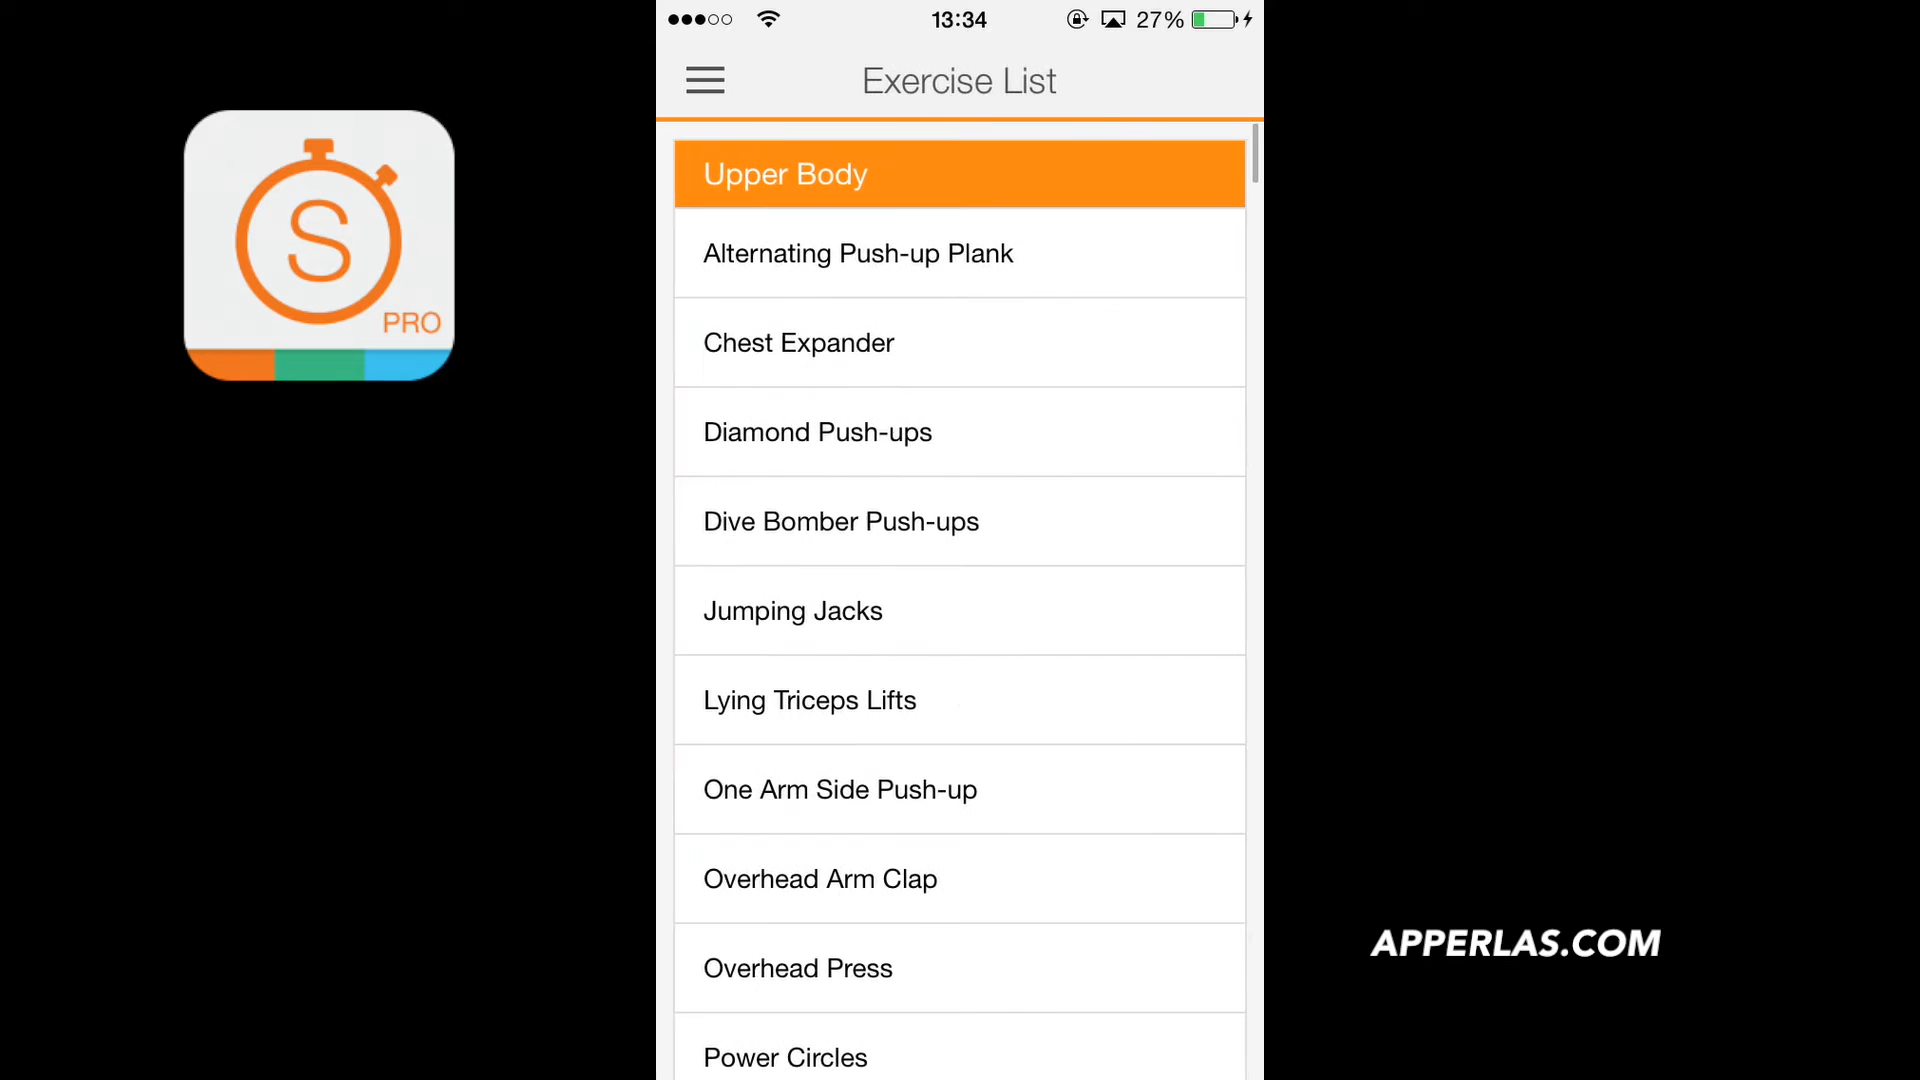 13:34
27%
Exercise List
S
PRO
Upper Body
Alternating Push-up Plank
Chest Expander
Diamond Push-ups
Dive Bomber Push-ups
Jumping Jacks
Lying Triceps Lifts
One Arm Side Push-up
Overhead Arm Clap
Overhead Press
Power Circles
APPERLAS.COM